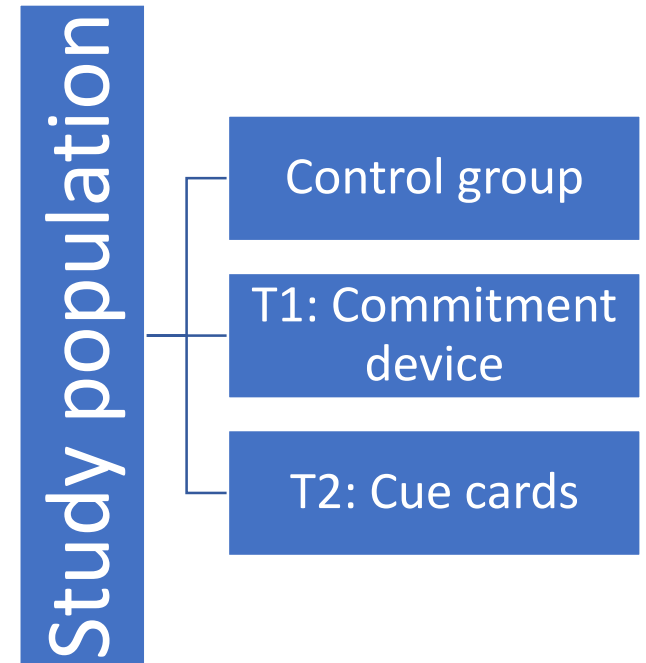 Study population
Control group
T1: Commitment
device
T2: Cue cards